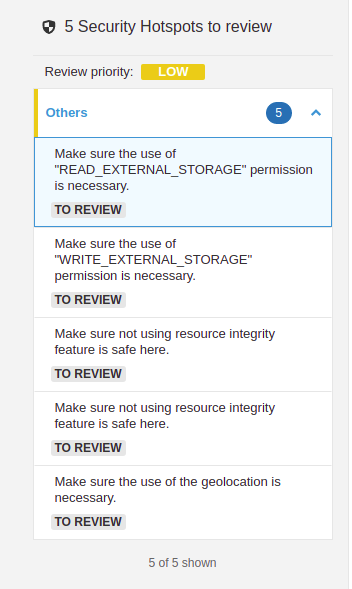 5 Security Hotspots to review
Review priority: LOW
Others 5
Make sure the use of
"READ_EXTERNAL_STORAGE" permission
is necessary.
TO REVIEW
Make sure the use of
"WRITE_EXTERNAL_STORAGE"
permission is necessary.
TO REVIEW
Make sure not using resource integrity
feature is safe here.
TO REVIEW
Make sure not using resource integrity
feature is safe here.
TO REVIEW
Make sure the use of the geolocation is
necessary.
TO REVIEW
5 of 5 shown